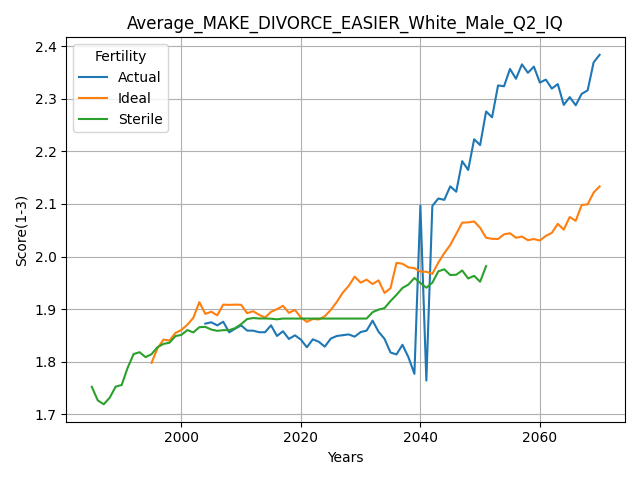 Average_MAKE_DIVORCE_EASIER_White_Male_Q2_IQ
Fertility
Actual
Ideal
Sterile
Score(1-3)
2.4
2.3
2.2
2.1
2.0
1.9
1.8
1.7
2000
2020
2040
2060
Years